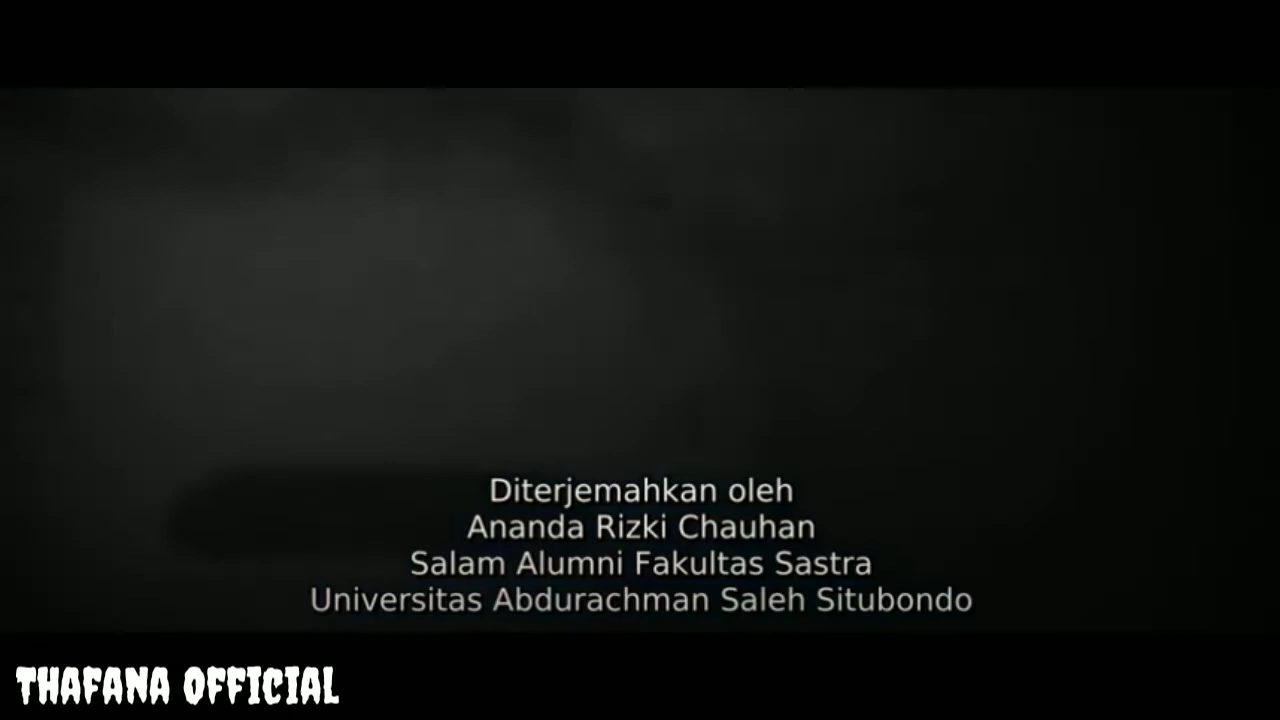 Diterjemahkan oleh
Ananda Rizki Chauhan
Salam Alumni Fakultas Sastra
Universitas Abdurachman Saleh Situbondo
THAFANA OFFICIAL